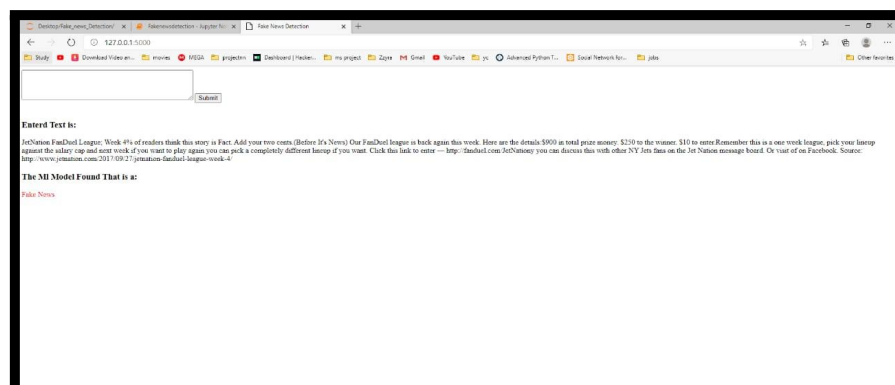 Desktop/Fake_news_Detection/
Fakenewsdetection - Jupyter No
Fake News Detection
127.0.0.1:5000
Study
Download Video an...
movies
MEGA
projectm
Dashboard | Hacker...
ms project
Zzyra
Gmail
YouTube
yc
Advanced Python T...
Social Network for...
jobs
Other favorites
Submit
Enterd Text is:
JetNation FanDuel League; Week 4% of readers think this story is Fact. Add your two cents.(Before It's News) Our FanDuel league is back again this week. Here are the details:$900 in total prize money. $250 to the winner. $10 to enter.Remember this is a one week league, pick your lineup
against the salary cap and next week if you want to play again you can pick a completely different lineup if you want. Click this link to enter — http://fanduel.com/JetNationy you can discuss this with other NY Jets fans on the Jet Nation message board. Or visit of on Facebook. Source:
http://www.jetnation.com/2017/09/27/jetnation-fanduel-league-week-4/
The Ml Model Found That is a:
Fake News